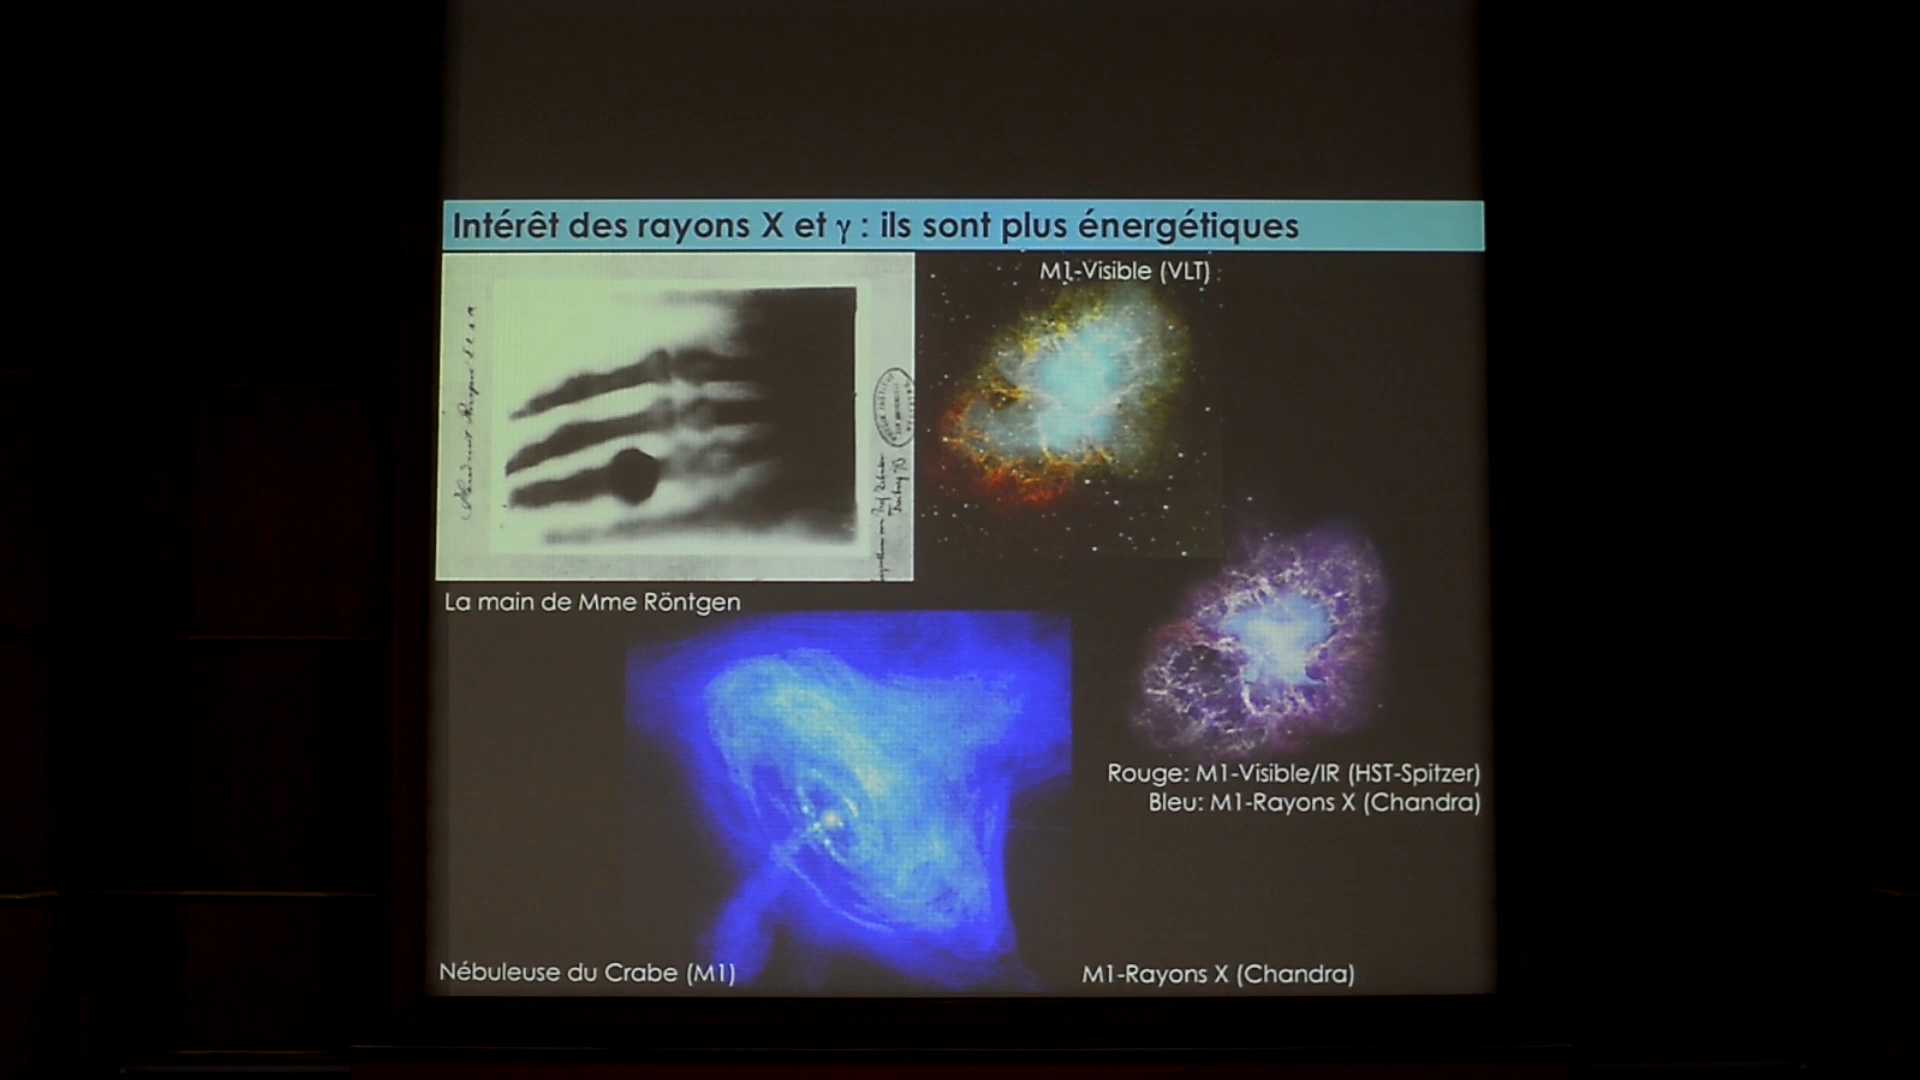 Intérêt des rayons X et γ : ils sont plus énergétiques
M1-Visible (VLT)
La main de Mme Röntgen
Rouge: M1-Visible/IR (HST-Spitzer)
Bleu: M1-Rayons X (Chandra)
Nébuleuse du Crabe (M1)
M1-Rayons X (Chandra)